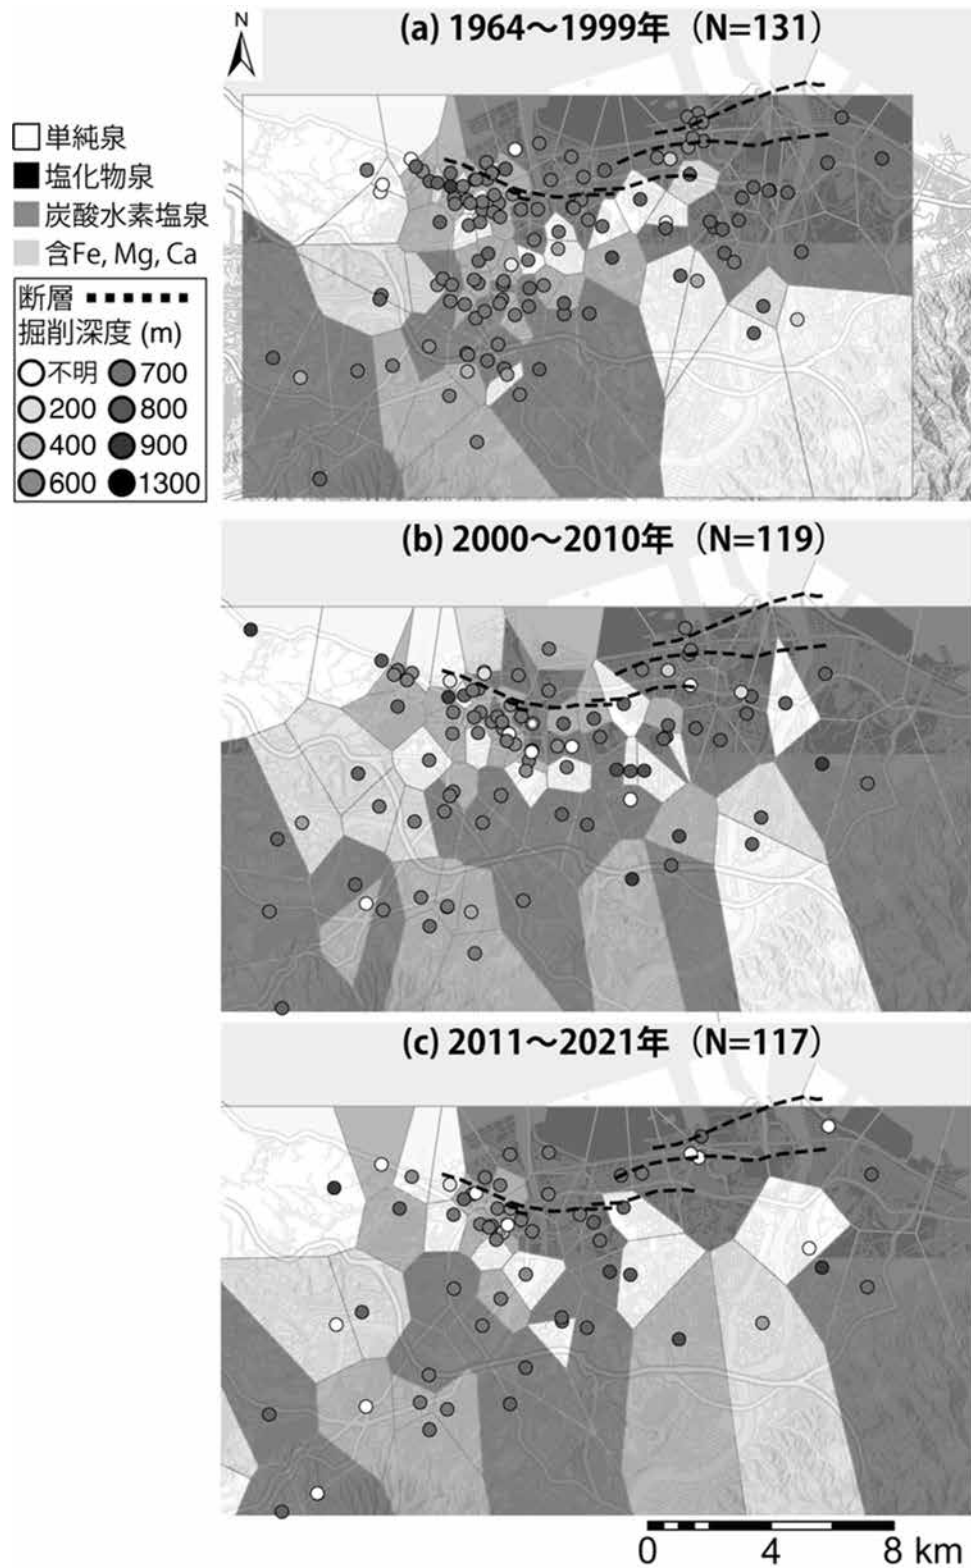 (a) 1964～1999年（N=131）
N
単純泉
塩化物泉
炭酸水素塩泉
含Fe, Mg, Ca
断層
掘削深度 (m)
不明 700
200 800
400 900
600 1300
(b) 2000～2010年（N=119）
(c) 2011～2021年（N=117）
0 4 8 km